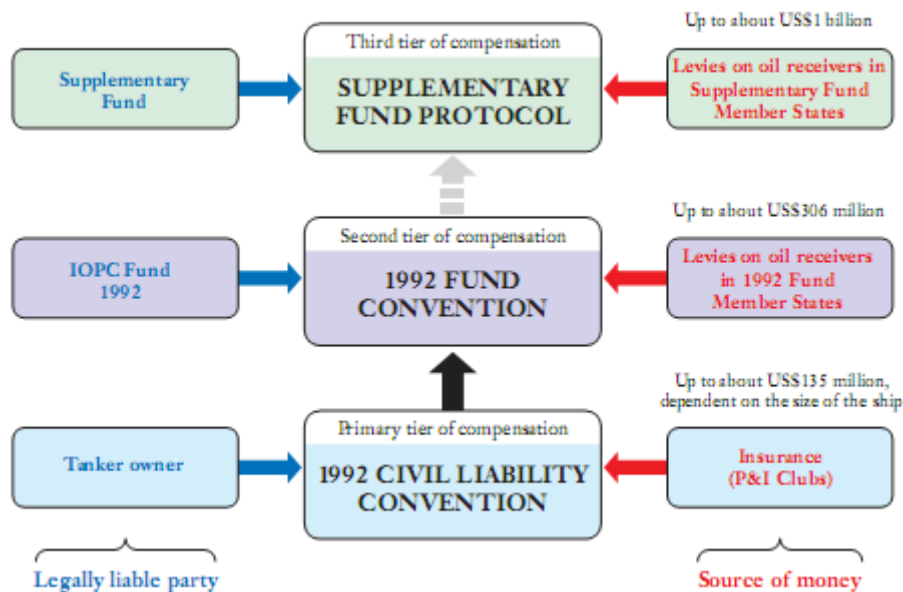 Up to about US$1 billion
Third tier of compensation
Supplementary
Fund
SUPPLEMENTARY
FUND PROTOCOL
Levies on oil receivers in
Supplementary Fund
Member States
Up to about US$306 million
Second tier of compensation
IOPC Fund
1992
1992 FUND
CONVENTION
Levies on oil receivers
in 1992 Fund
Member States
Up to about US$135 million,
dependent on the size of the ship
Primary tier of compensation
Tanker owner
1992 CIVIL LIABILITY
CONVENTION
Insurance
(P&I Clubs)
Legally liable party
Source of money